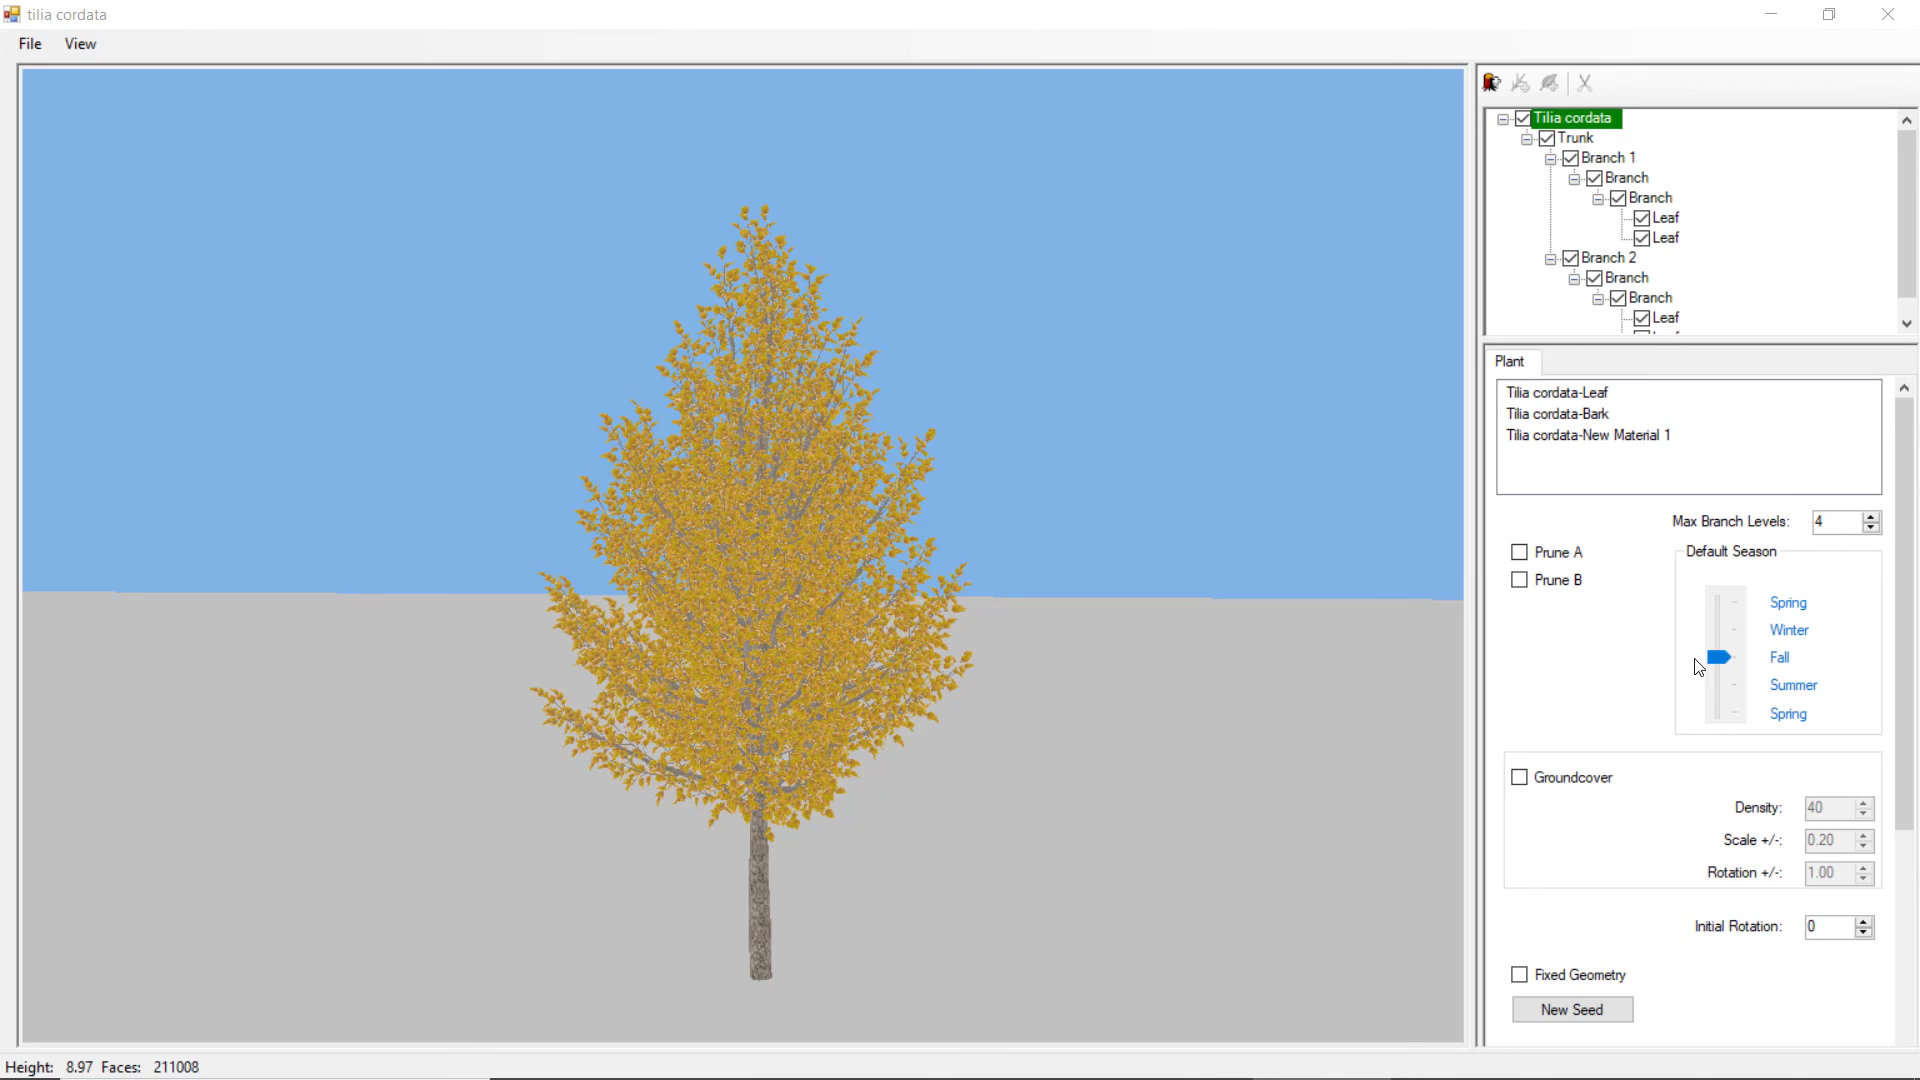 tilia cordata
File View
Tilia cordata
Trunk
Branch 1
Branch
Branch
Leaf
Leaf
Branch 2
Branch
Branch
Leaf
Plant
Tilia cordata-Leaf
Tilia cordata-Bark
Tilia cordata-New Material 1
Max Branch Levels: 4
Prune A
Default Season
Prune B
Spring
Winter
Fall
Summer
Spring
Groundcover
Density: 40
Scale +/-: 0.20
Rotation +/-: 1.00
Initial Rotation: 0
Fixed Geometry
New Seed
Height: 8.97 Faces: 211008